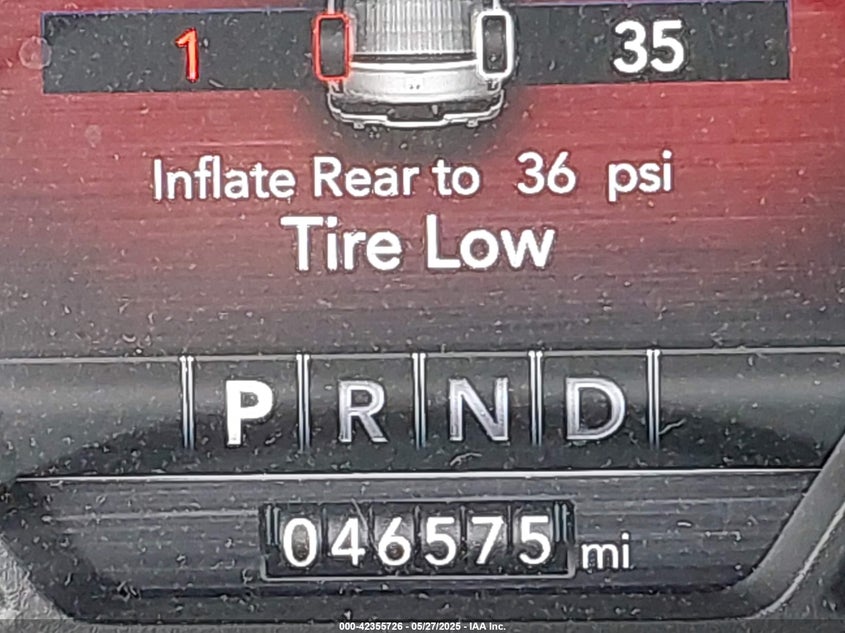 1 35
Inflate Rear to 36 psi
Tire Low
P R N D
046575 mi
000-42355726 - 05/27/2025 - IAA Inc.